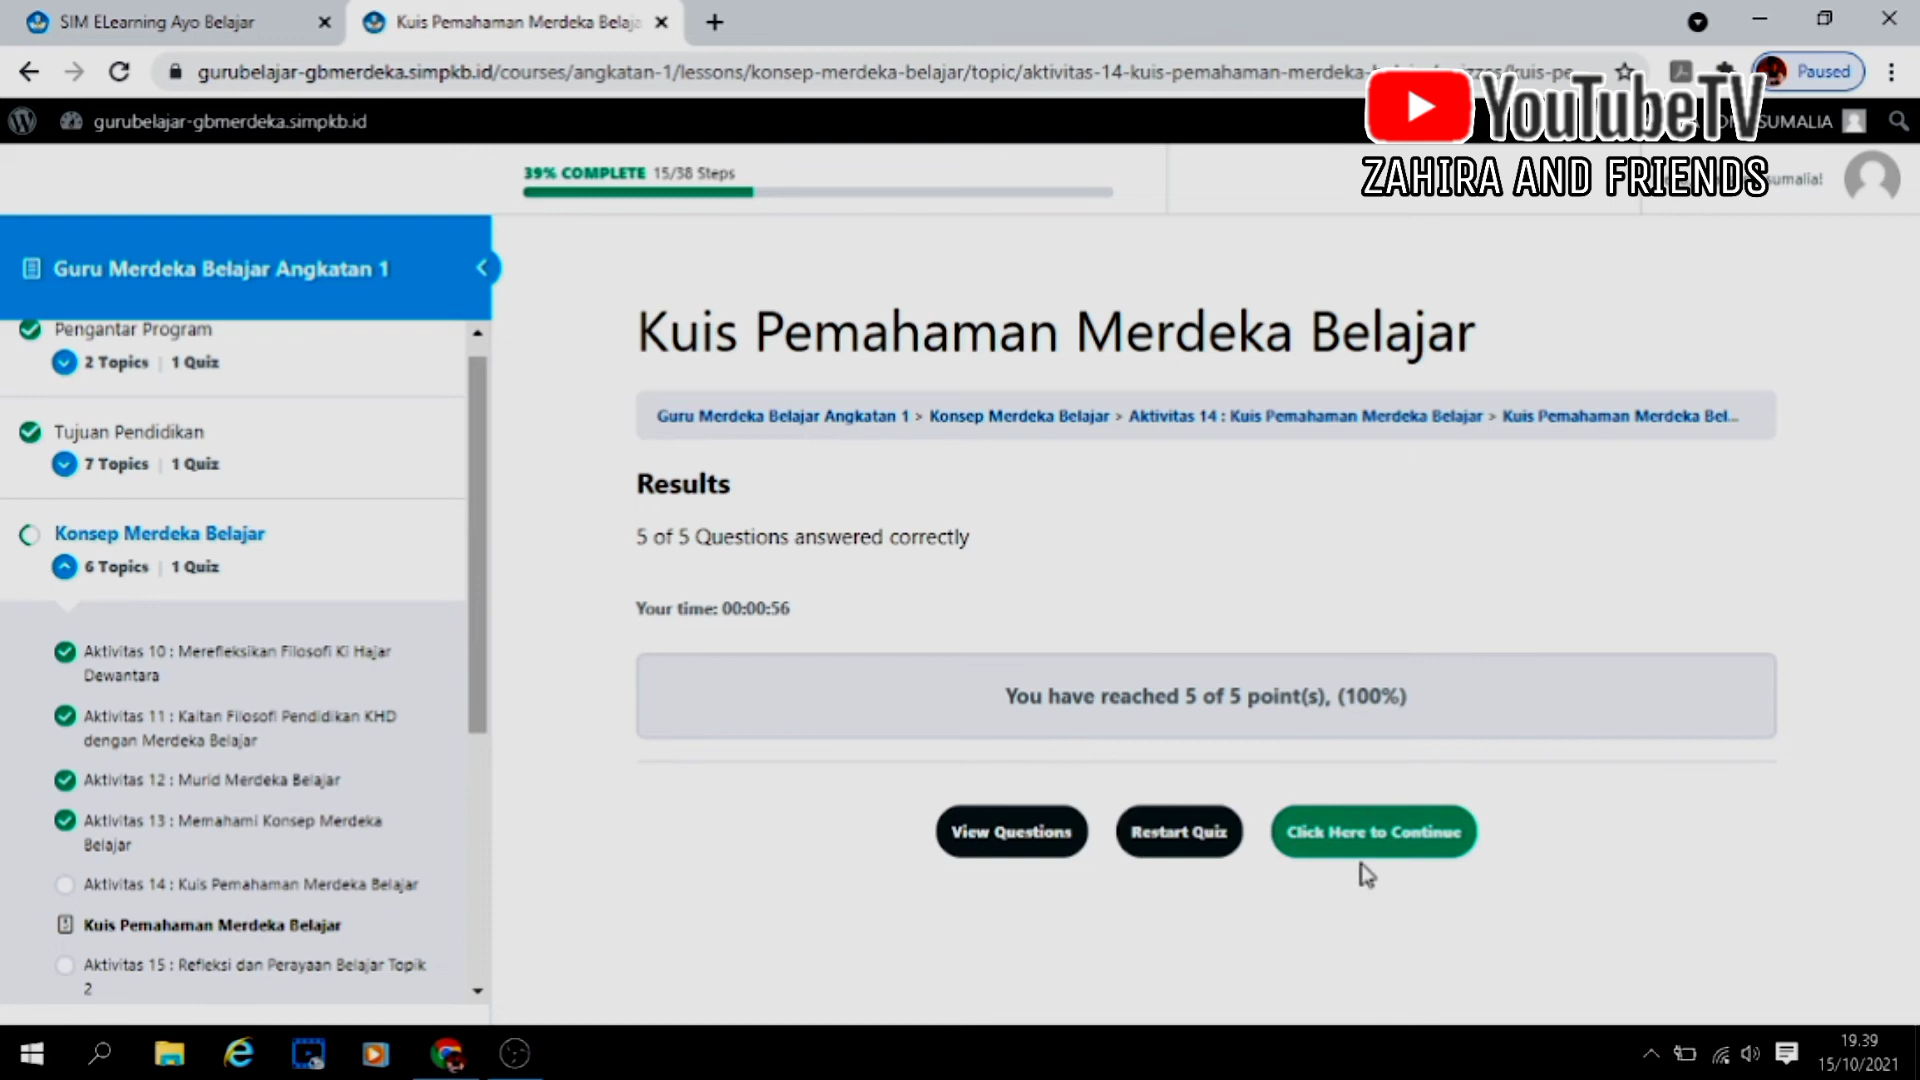 SIM ELearning Ayo Belajar
Kuis Pemahaman Merdeka Belaja
gurubelajar-gbmerdeka.simpkb.id/courses/angkatan-1/lessons/konsep-merdeka-belajar/topic/aktivitas-14-kuis-pemahaman-merdeka-
kuis-pe
Paused
YouTubeTV
gurubelajar-gbmerdeka.simpkb.id
SUMALIA
ZAHIRA AND FRIENDS
39% COMPLETE 15/38 Steps
sumalia!
Guru Merdeka Belajar Angkatan 1
Pengantar Program
2 Topics | 1 Quiz
Tujuan Pendidikan
7 Topics | 1 Quiz
Konsep Merdeka Belajar
6 Topics | 1 Quiz
Aktivitas 10 : Merefleksikan Filosofi Ki Hajar
Dewantara
Aktivitas 11 : Kaitan Filosofi Pendidikan KHD
dengan Merdeka Belajar
Aktivitas 12 : Murid Merdeka Belajar
Aktivitas 13 : Memahami Konsep Merdeka
Belajar
Aktivitas 14 : Kuis Pemahaman Merdeka Belajar
Kuis Pemahaman Merdeka Belajar
Aktivitas 15 : Refleksi dan Perayaan Belajar Topik
2
Kuis Pemahaman Merdeka Belajar
Guru Merdeka Belajar Angkatan 1 > Konsep Merdeka Belajar > Aktivitas 14 : Kuis Pemahaman Merdeka Belajar > Kuis Pemahaman Merdeka Bel...
Results
5 of 5 Questions answered correctly
Your time: 00:00:56
You have reached 5 of 5 point(s), (100%)
View Questions
Restart Quiz
Click Here to Continue
19.39
15/10/2021